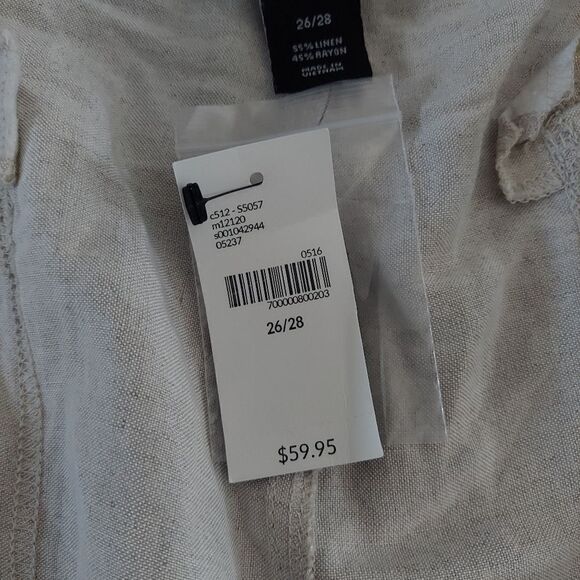 26/28
55% LINEN
45% RAYON
MADE IN
VIETNAM
c512 - S5057
m12120
s001042944
05237
0516
700000800203
26/28
$59.95